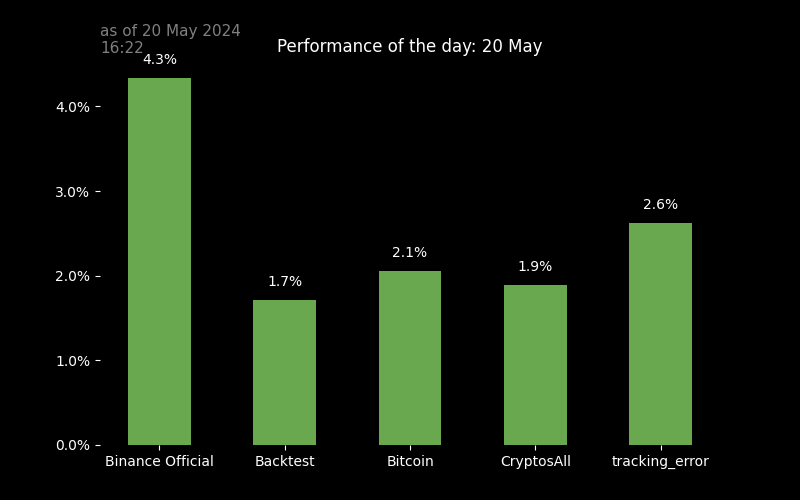 as of 20 May 2024
16:22
Performance of the day: 20 May
4.3%
4.0%
3.0%
2.6%
2.1%
2.0%
1.9%
1.7%
1.0%
0.0%
Binance Official
Backtest
Bitcoin
CryptosAll
tracking_error